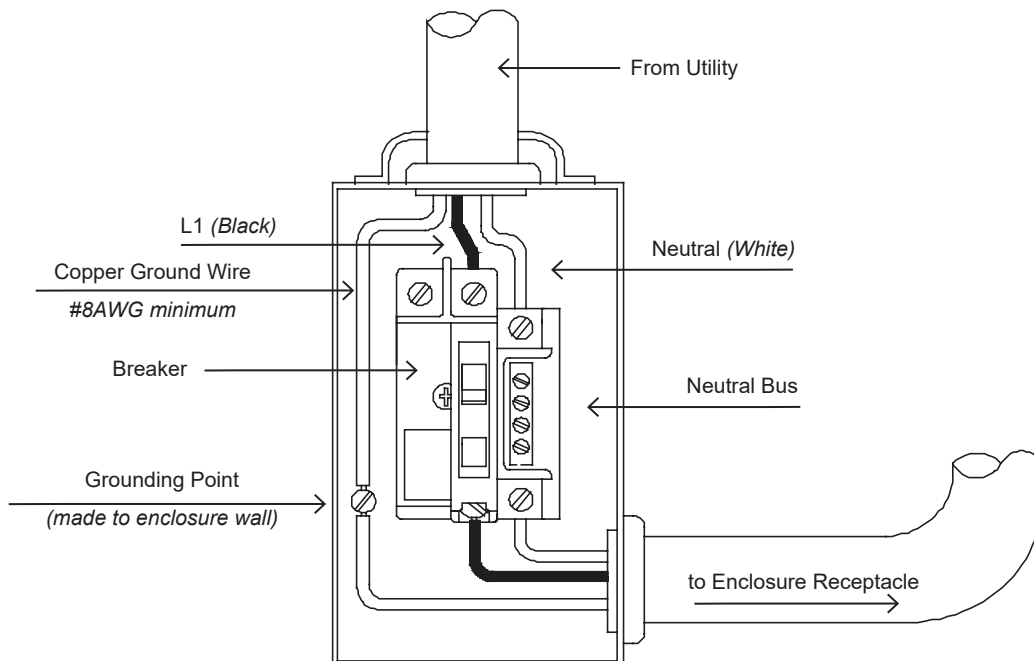 From Utility
L1 (Black)
Neutral (White)
Copper Ground Wire
#8AWG minimum
Breaker
Neutral Bus
Grounding Point
(made to enclosure wall)
to Enclosure Receptacle